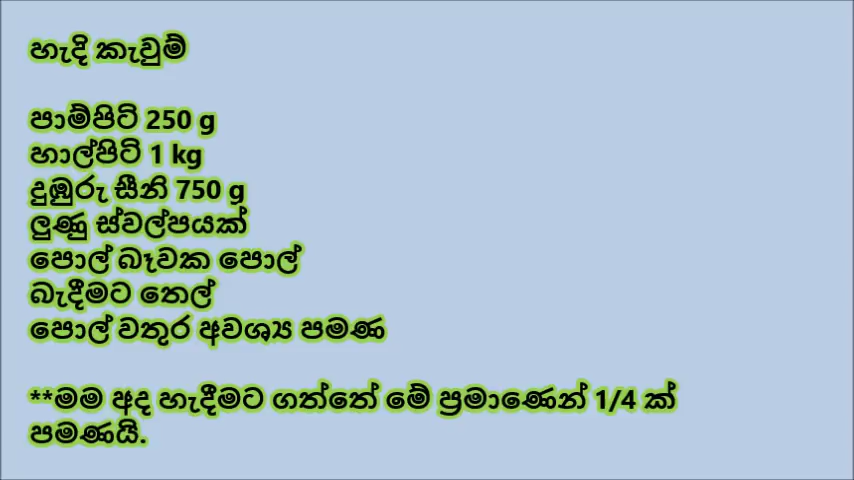 හැදි කැවුම්
පාම්පිටි 250 g
හාල්පිටි 1 kg
දුඹුරු සීනි 750 g
ලුණු ස්වල්පයක්
පොල් බෑවක පොල්
බැදීමට තෙල්
පොල් වතුර අවශ්‍ය පමණ
**මම අද හැදීමට ගත්තේ මේ ප්‍රමාණෙන් 1/4 ක්
පමණයි.